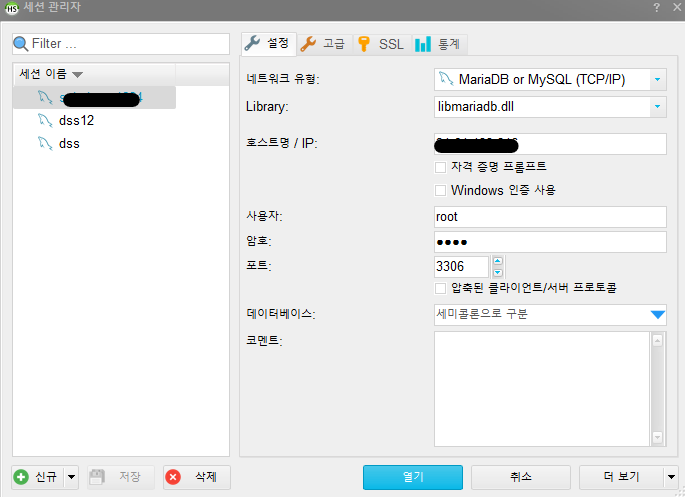 HS 세션 관리자
Filter ...
세션 이름
dss12
dss
설정 고급 SSL 통계
네트워크 유형: MariaDB or MySQL (TCP/IP)
Library: libmariadb.dll
호스트명 / IP:
자격 증명 프롬프트
Windows 인증 사용
사용자: root
암호: ●●●●
포트: 3306
압축된 클라이언트/서버 프로토콜
데이터베이스: 세미콜론으로 구분
코멘트:
신규 저장 삭제 열기 취소 더 보기